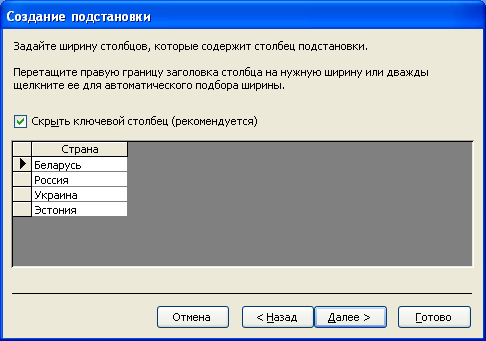 Создание подстановки
Задайте ширину столбцов, которые содержит столбец подстановки.
Перетащите правую границу заголовка столбца на нужную ширину или дважды
щелкните ее для автоматического подбора ширины.
Скрыть ключевой столбец (рекомендуется)
Страна
Беларусь
Россия
Украина
Эстония
Отмена
< Назад
Далее >
Готово